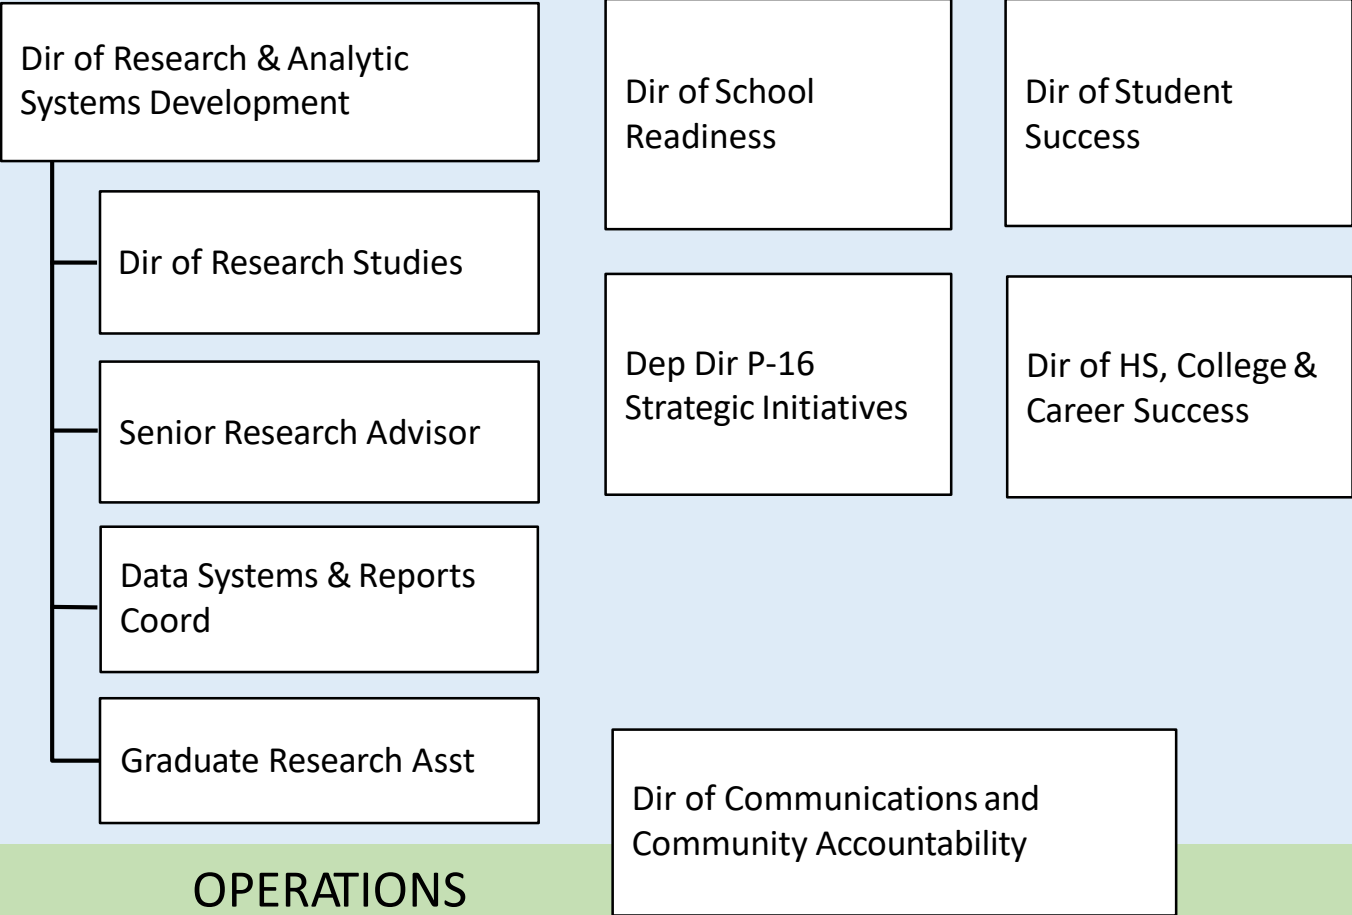 Dir of Research & Analytic
Systems Development
Dir of Research Studies
Senior Research Advisor
Data Systems & Reports
Coord
Graduate Research Asst
Dir of School
Readiness
Dir of Student
Success
Dep Dir P-16
Strategic Initiatives
Dir of HS, College &
Career Success
Dir of Communications and
Community Accountability
OPERATIONS